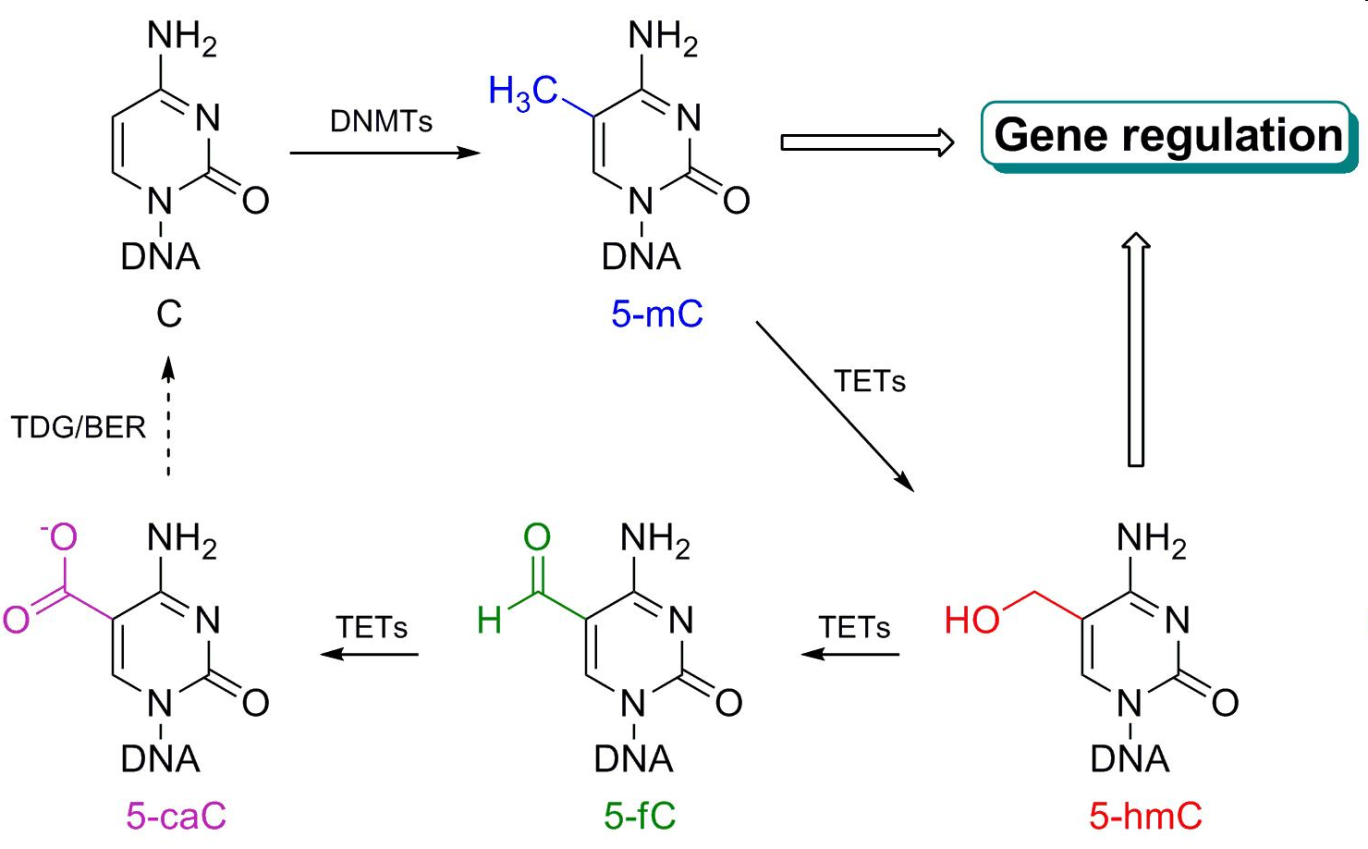 NH2
N
N
O
DNA
C
DNMTs
NH2
H3C
N
N
O
DNA
5-mC
Gene regulation
TETs
TDG/BER
-O
NH2
O
N
N
O
DNA
5-caC
TETs
O
NH2
H
N
N
O
DNA
5-fC
TETs
NH2
HO
N
N
O
DNA
5-hmC